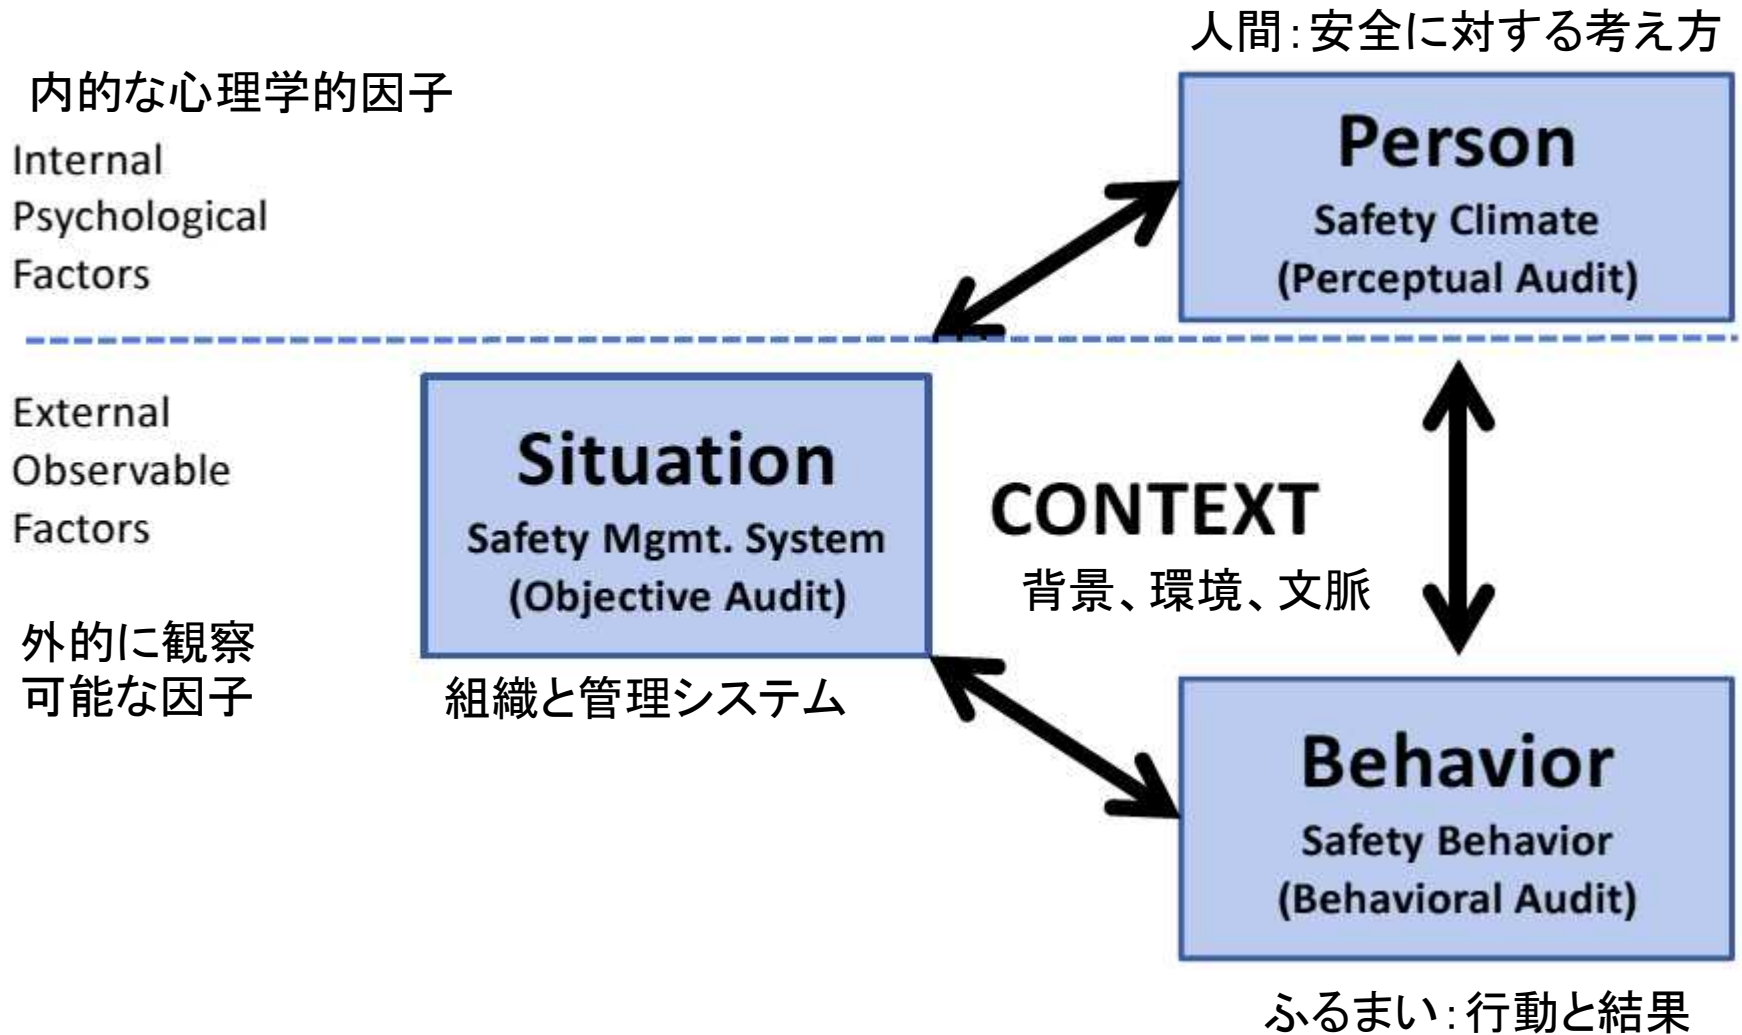 人間：安全に対する考え方
内的な心理学的因子
Internal
Psychological
Factors
Person
Safety Climate
(Perceptual Audit)
External
Observable
Factors
外的に観察
可能な因子
Situation
Safety Mgmt. System
(Objective Audit)
組織と管理システム
CONTEXT
背景、環境、文脈
Behavior
Safety Behavior
(Behavioral Audit)
ふるまい：行動と結果